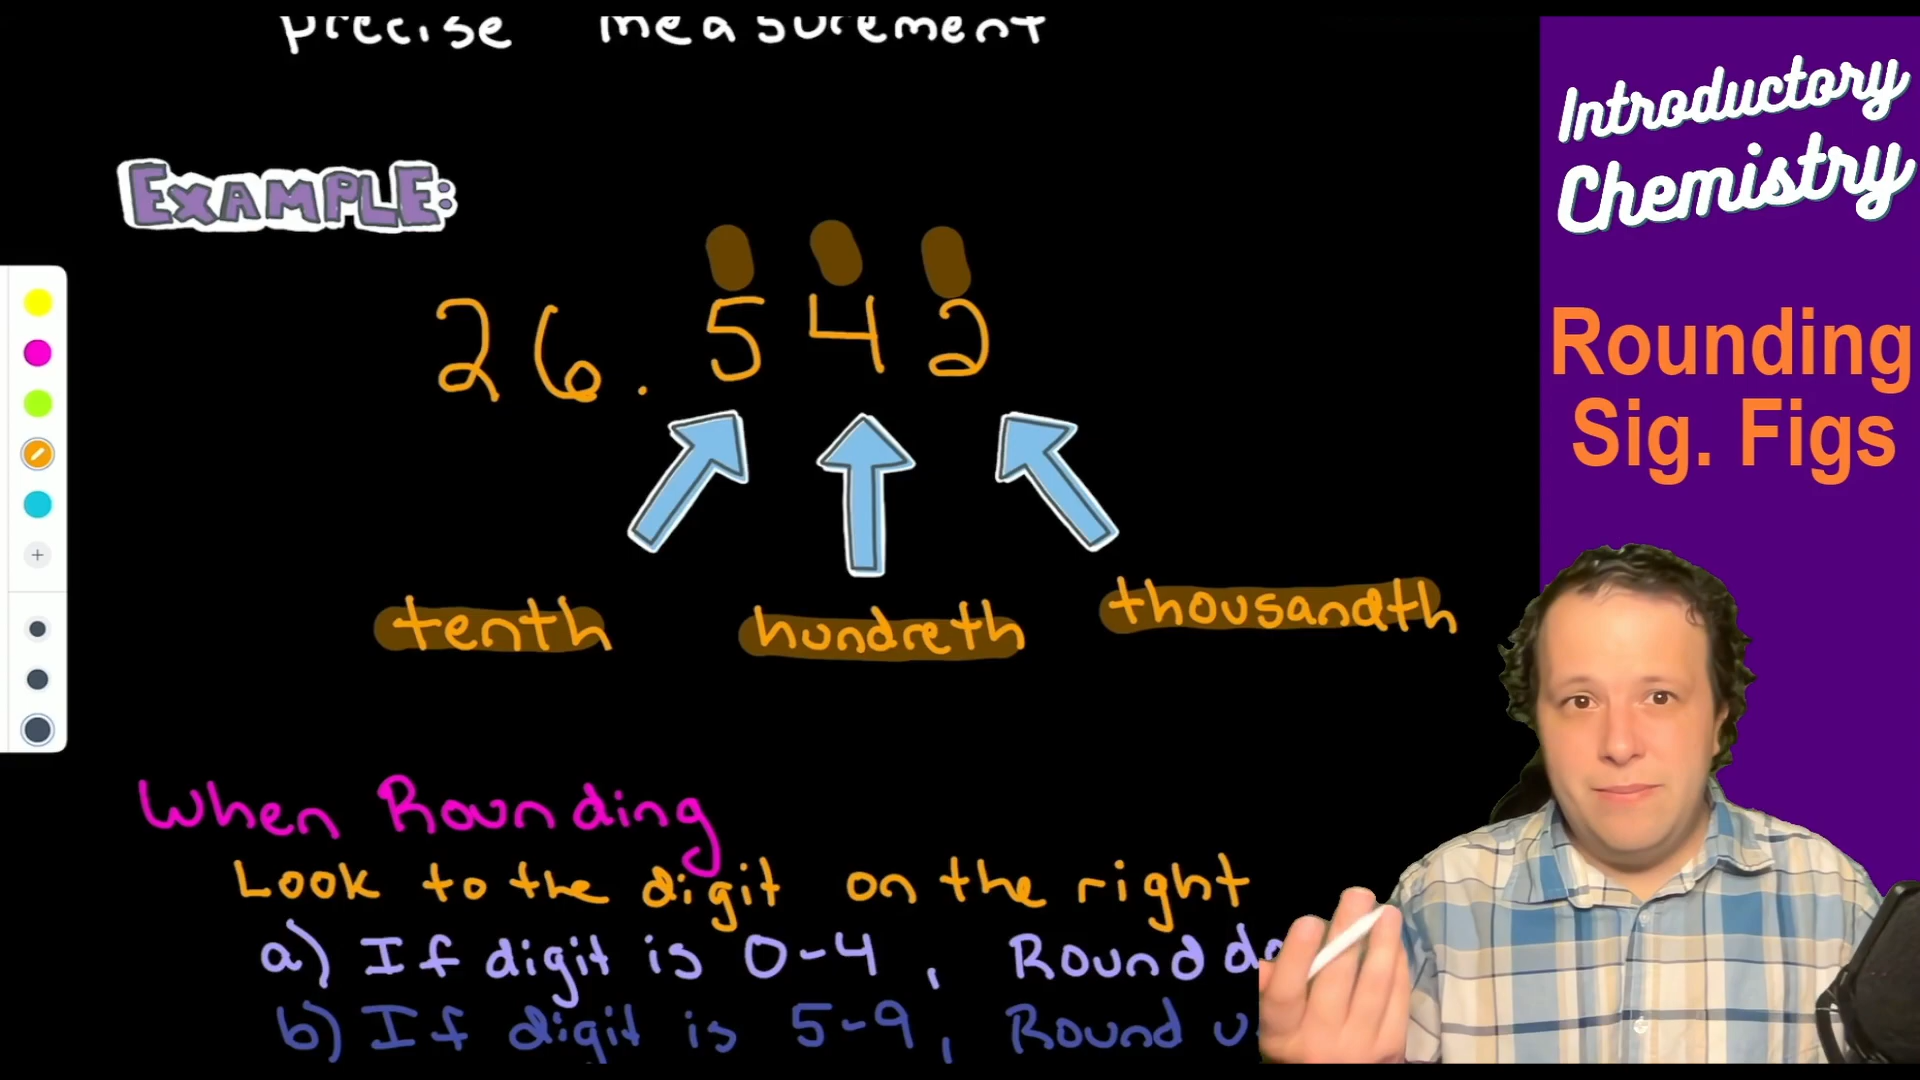 precise measurement
EXAMPLE:
26.542
tenth hundreth thousandth
When Rounding
Look to the digit on the right
a) If digit is 0-4, Round
b) If digit is 5-9, Round
Introductory
Chemistry
Rounding
Sig. Figs